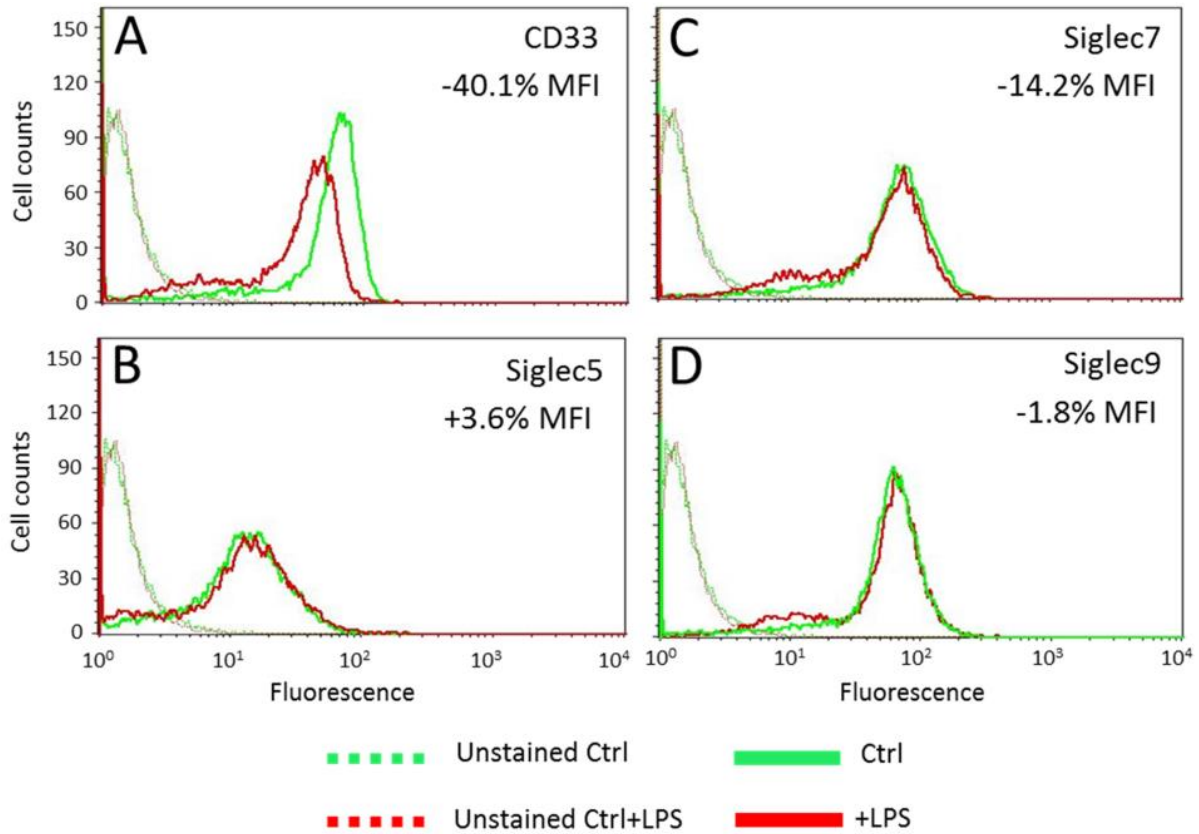 A
CD33
-40.1% MFI
160
120
90
60
30
0
Cell counts
C
Siglec7
-14.2% MFI
B
Siglec5
+3.6% MFI
150
120
90
60
30
0
Cell counts
10⁰ 10¹ 10² 10³ 10⁴
Fluorescence
D
Siglec9
-1.8% MFI
10⁰ 10¹ 10² 10³ 10⁴
Fluorescence
Unstained Ctrl
Ctrl
Unstained Ctrl+LPS
+LPS